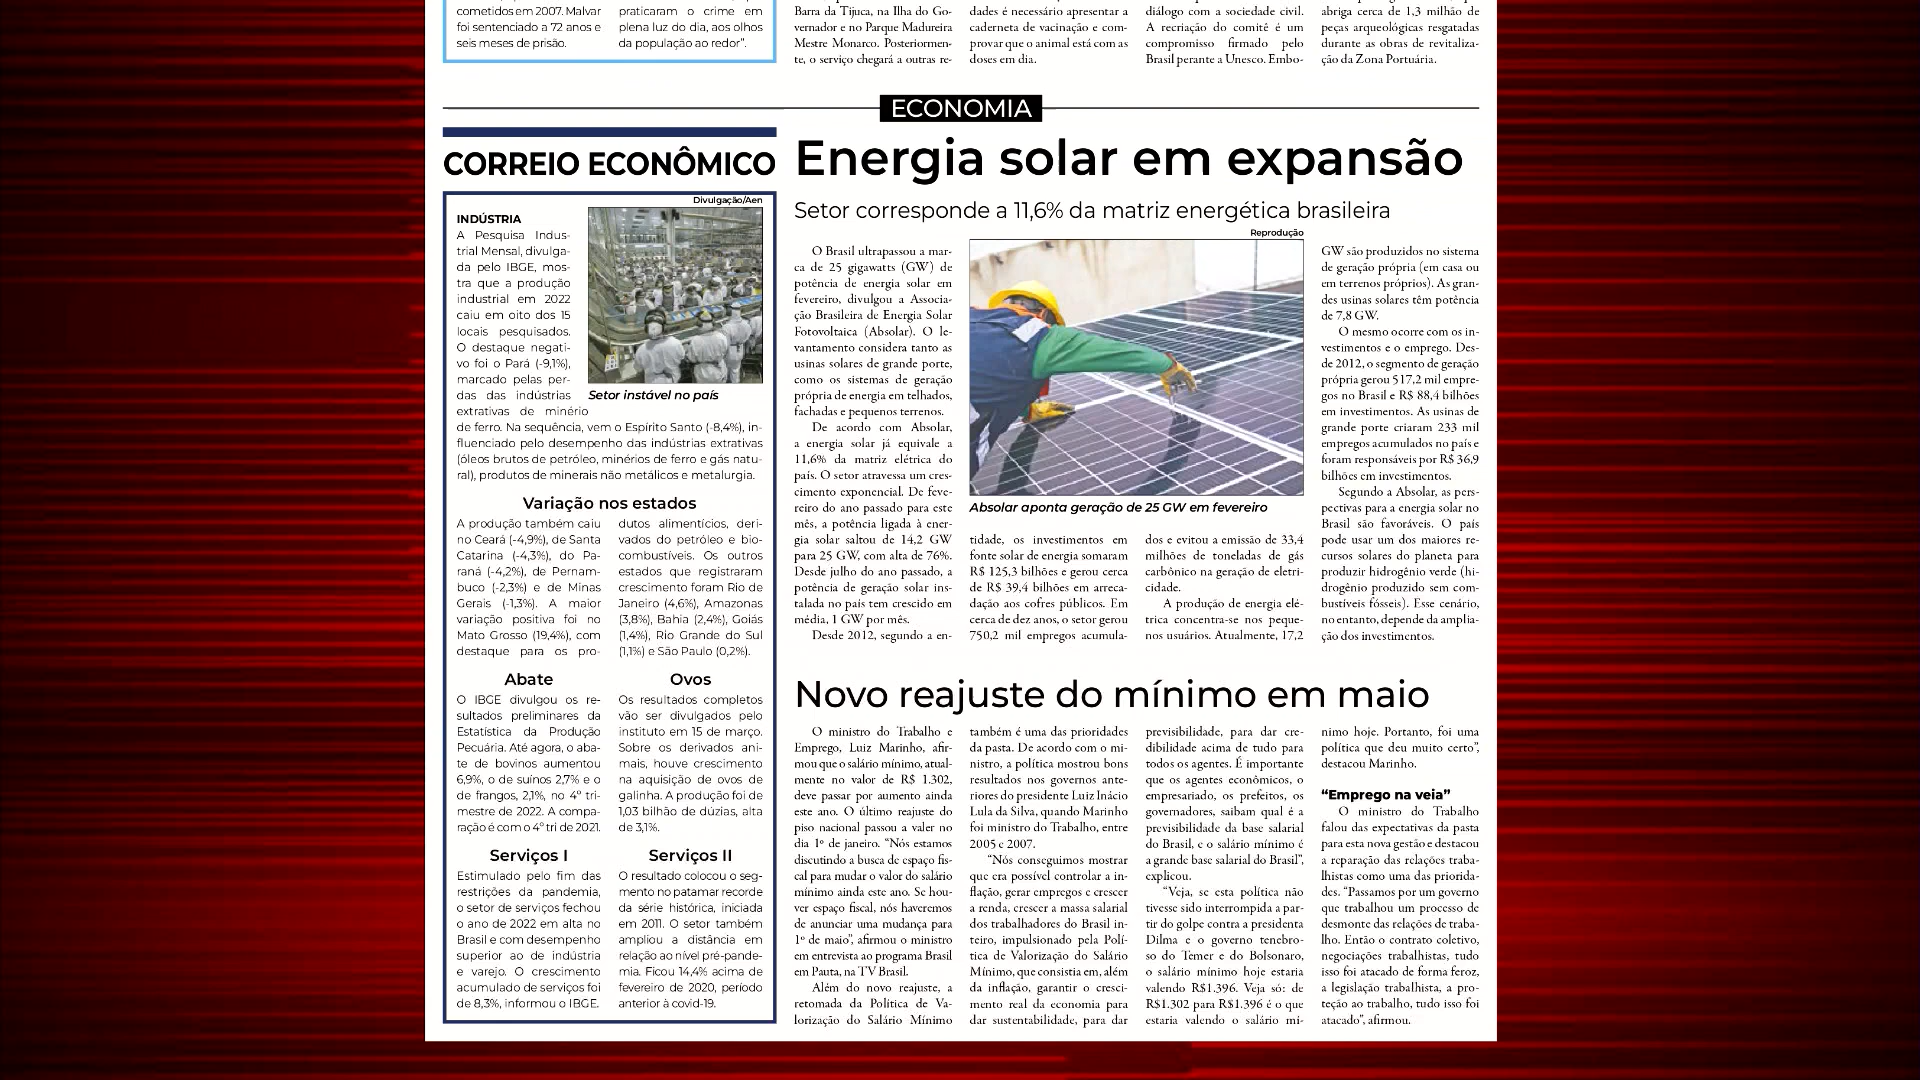 cometidos em 2007. Malvar
foi sentenciado a 72 anos e
seis meses de prisão.
praticaram o crime em
plena luz do dia, aos olhos
da população ao redor”.
Barra da Tijuca, na Ilha do Go-
vernador e no Parque Madureira
Mestre Monarco. Posteriormen-
te, o serviço chegará a outras re-
dades é necessário apresentar a
caderneta de vacinação e com-
provar que o animal está com as
doses em dia.
diálogo com a sociedade civil.
A recriação do comitê é um
compromisso firmado pelo
Brasil perante a Unesco. Embo-
abriga cerca de 1,3 milhão de
peças arqueológicas resgatadas
durante as obras de revitaliza-
ção da Zona Portuária.
ECONOMIA
CORREIO ECONÔMICO
Divulgação/Aen
INDÚSTRIA
A Pesquisa Indus-
trial Mensal, divulga-
da pelo IBGE, mos-
tra que a produção
industrial em 2022
caiu em oito dos 15
locais pesquisados.
O destaque negati-
vo foi o Pará (-9,1%),
marcado pelas per-
das das indústrias
extrativas de minério
de ferro. Na sequência, vem o Espírito Santo (-8,4%), in-
fluenciado pelo desempenho das indústrias extrativas
(óleos brutos de petróleo, minérios de ferro e gás natu-
ral), produtos de minerais não metálicos e metalurgia.
Setor instável no país
Variação nos estados
A produção também caiu
no Ceará (-4,9%), de Santa
Catarina (-4,3%), do Pa-
raná (-4,2%), de Pernam-
buco (-2,3%) e de Minas
Gerais (-1,3%). A maior
variação positiva foi no
Mato Grosso (19,4%), com
destaque para os pro-
dutos alimentícios, deri-
vados do petróleo e bio-
combustíveis. Os outros
estados que registraram
crescimento foram Rio de
Janeiro (4,6%), Amazonas
(3,8%), Bahia (2,4%), Goiás
(1,4%), Rio Grande do Sul
(1,1%) e São Paulo (0,2%).
Abate
O IBGE divulgou os re-
sultados preliminares da
Estatística da Produção
Pecuária. Até agora, o aba-
te de bovinos aumentou
6,9%, o de suínos 2,7% e o
de frangos, 2,1%, no 4º tri-
mestre de 2022. A compa-
ração é com o 4º tri de 2021.
Ovos
Os resultados completos
vão ser divulgados pelo
instituto em 15 de março.
Sobre os derivados ani-
mais, houve crescimento
na aquisição de ovos de
galinha. A produção foi de
1,03 bilhão de dúzias, alta
de 3,1%.
Serviços I
Estimulado pelo fim das
restrições da pandemia,
o setor de serviços fechou
o ano de 2022 em alta no
Brasil e com desempenho
superior ao de indústria
e varejo. O crescimento
acumulado de serviços foi
de 8,3%, informou o IBGE.
Serviços II
O resultado colocou o seg-
mento no patamar recorde
da série histórica, iniciada
em 2011. O setor também
ampliou a distância em
relação ao nível pré-pande-
mia. Ficou 14,4% acima de
fevereiro de 2020, período
anterior à covid-19.
Energia solar em expansão
Setor corresponde a 11,6% da matriz energética brasileira
Reprodução
O Brasil ultrapassou a mar-
ca de 25 gigawatts (GW) de
potência de energia solar em
fevereiro, divulgou a Associa-
ção Brasileira de Energia Solar
Fotovoltaica (Absolar). O le-
vantamento considera tanto as
usinas solares de grande porte,
como os sistemas de geração
própria de energia em telhados,
fachadas e pequenos terrenos.
De acordo com Absolar,
a energia solar já equivale a
11,6% da matriz elétrica do
país. O setor atravessa um cres-
cimento exponencial. De feve-
reiro do ano passado para este
mês, a potência ligada à ener-
gia solar saltou de 14,2 GW
para 25 GW, com alta de 76%.
Desde julho do ano passado, a
potência de geração solar ins-
talada no país tem crescido em
média, 1 GW por mês.
Desde 2012, segundo a en-
Absolar aponta geração de 25 GW em fevereiro
tidade, os investimentos em
fonte solar de energia somaram
R$ 125,3 bilhões e gerou cerca
de R$ 39,4 bilhões em arreca-
dação aos cofres públicos. Em
cerca de dez anos, o setor gerou
750,2 mil empregos acumula-
dos e evitou a emissão de 33,4
milhões de toneladas de gás
carbônico na geração de eletri-
cidade.
A produção de energia elé-
trica concentra-se nos peque-
nos usuários. Atualmente, 17,2
GW são produzidos no sistema
de geração própria (em casa ou
em terrenos próprios). As gran-
des usinas solares têm potência
de 7,8 GW.
O mesmo ocorre com os in-
vestimentos e o emprego. Des-
de 2012, o segmento de geração
própria gerou 517,2 mil empre-
gos no Brasil e R$ 88,4 bilhões
em investimentos. As usinas de
grande porte criaram 233 mil
empregos acumulados no país e
foram responsáveis por R$ 36,9
bilhões em investimentos.
Segundo a Absolar, as pers-
pectivas para a energia solar no
Brasil são favoráveis. O país
pode usar um dos maiores re-
cursos solares do planeta para
produzir hidrogênio verde (hi-
drogênio produzido sem com-
bustíveis fósseis). Esse cenário,
no entanto, depende da amplia-
ção dos investimentos.
Novo reajuste do mínimo em maio
O ministro do Trabalho e
Emprego, Luiz Marinho, afir-
mou que o salário mínimo, atual-
mente no valor de R$ 1.302,
deve passar por aumento ainda
este ano. O último reajuste do
piso nacional passou a valer no
dia 1º de janeiro. “Nós estamos
discutindo a busca de espaço fis-
cal para mudar o valor do salário
mínimo ainda este ano. Se hou-
ver espaço fiscal, nós haveremos
de anunciar uma mudança para
1º de maio”, afirmou o ministro
em entrevista ao programa Brasil
em Pauta, na TV Brasil.
Além do novo reajuste, a
retomada da Política de Va-
lorização do Salário Mínimo
também é uma das prioridades
da pasta. De acordo com o mi-
nistro, a política mostrou bons
resultados nos governos ante-
riores do presidente Luiz Inácio
Lula da Silva, quando Marinho
foi ministro do Trabalho, entre
2005 e 2007.
“Nós conseguimos mostrar
que era possível controlar a in-
flação, gerar empregos e crescer
a renda, crescer a massa salarial
dos trabalhadores do Brasil in-
teiro, impulsionado pela Polí-
tica de Valorização do Salário
Mínimo, que consistia em, além
da inflação, garantir o cresci-
mento real da economia para
dar sustentabilidade, para dar
previsibilidade, para dar cre-
dibilidade acima de tudo para
todos os agentes. É importante
que os agentes econômicos, o
empresariado, os prefeitos, os
governadores, saibam qual é a
previsibilidade da base salarial
do Brasil, e o salário mínimo é
a grande base salarial do Brasil”,
explicou.
“Veja, se esta política não
tivesse sido interrompida a par-
tir do golpe contra a presidenta
Dilma e o governo tenebro-
so do Temer e do Bolsonaro,
o salário mínimo hoje estaria
valendo R$1.396. Veja só: de
R$1.302 para R$1.396 é o que
estaria valendo o salário mí-
nimo hoje. Portanto, foi uma
política que deu muito certo”,
destacou Marinho.
“Emprego na veia”
O ministro do Trabalho
falou das expectativas da pasta
para esta nova gestão e destacou
a reparação das relações traba-
lhistas como uma das priorida-
des. “Passamos por um governo
que trabalhou um processo de
desmonte das relações de traba-
lho. Então o contrato coletivo,
negociações trabalhistas, tudo
isso foi atacado de forma feroz,
a legislação trabalhista, a pro-
teção ao trabalho, tudo isso foi
atacado”, afirmou.